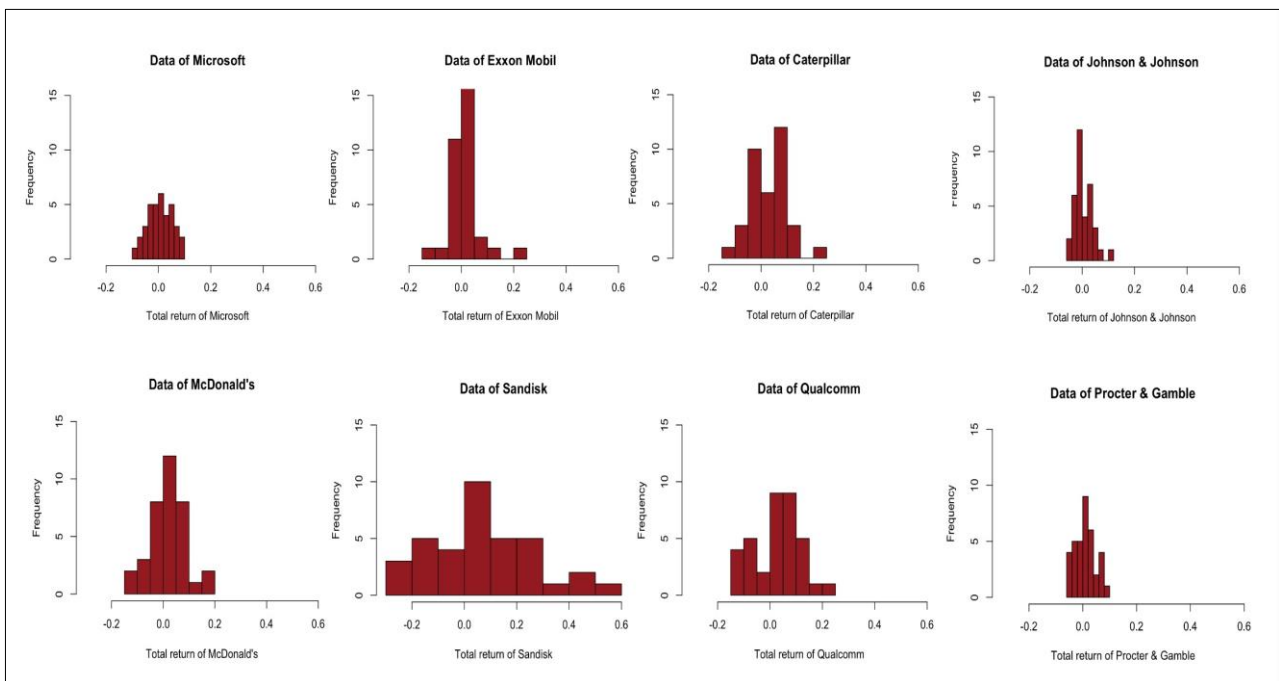 Data of Microsoft
Frequency
15
10
5
0
-0.2 0.0 0.2 0.4 0.6
Total return of Microsoft
Data of Exxon Mobil
Frequency
15
10
5
0
-0.2 0.0 0.2 0.4 0.6
Total return of Exxon Mobil
Data of Caterpillar
Frequency
15
10
5
0
-0.2 0.0 0.2 0.4 0.6
Total return of Caterpillar
Data of Johnson & Johnson
Frequency
15
10
5
0
-0.2 0.0 0.2 0.4 0.6
Total return of Johnson & Johnson
Data of McDonald's
Frequency
15
10
5
0
-0.2 0.0 0.2 0.4 0.6
Total return of McDonald's
Data of Sandisk
Frequency
15
10
5
0
-0.2 0.0 0.2 0.4 0.6
Total return of Sandisk
Data of Qualcomm
Frequency
15
10
5
0
-0.2 0.0 0.2 0.4 0.6
Total return of Qualcomm
Data of Procter & Gamble
Frequency
15
10
5
0
-0.2 0.0 0.2 0.4 0.6
Total return of Procter & Gamble